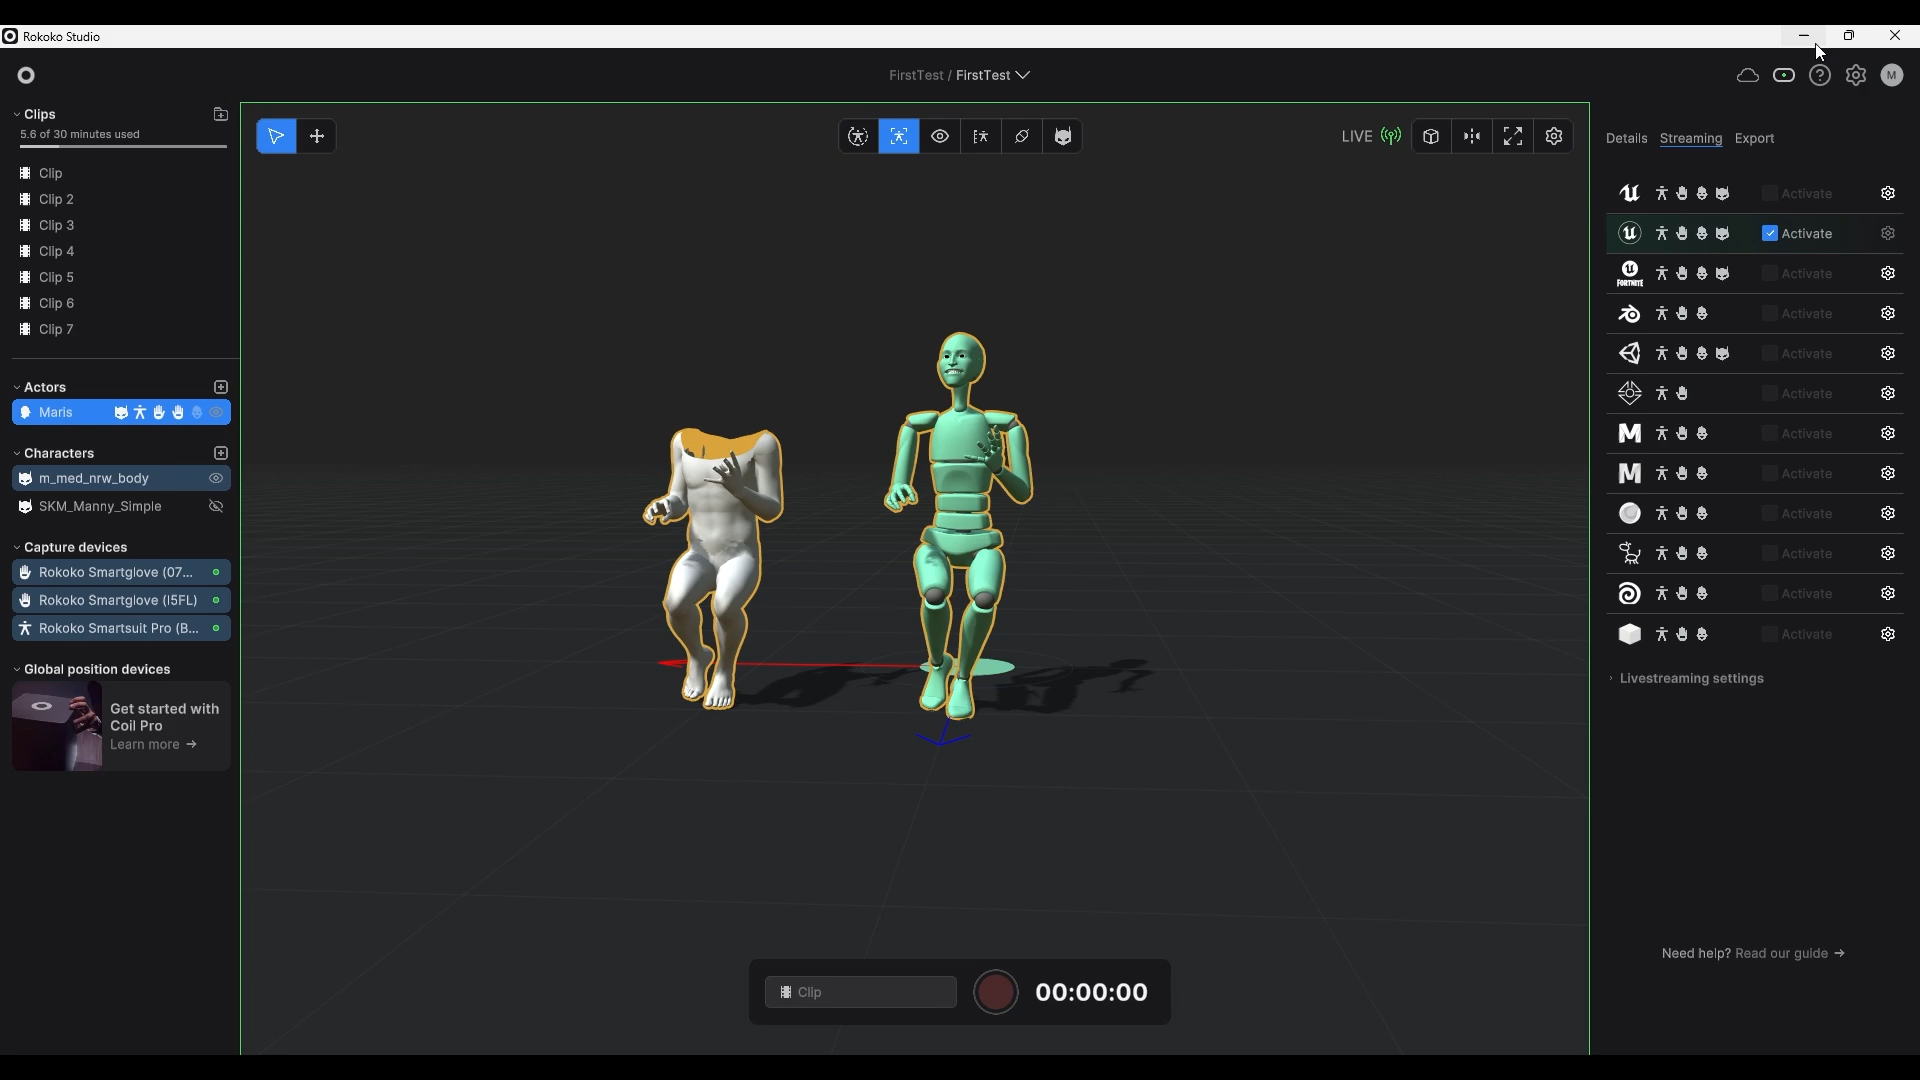 Rokoko Studio
FirstTest / FirstTest
M
Clips
5.6 of 30 minutes used
Clip
Clip 2
Clip 3
Clip 4
Clip 5
Clip 6
Clip 7
Actors
Maris
Characters
m_med_nrw_body
SKM_Manny_Simple
Capture devices
Rokoko Smartglove (07...
Rokoko Smartglove (I5FL)
Rokoko Smartsuit Pro (B...
Global position devices
Get started with
Coil Pro
Learn more →
LIVE
Clip
00:00:00
Details Streaming Export
Activate
Activate
FORTNITE Activate
Activate
Activate
Activate
Activate
Activate
Activate
Activate
Activate
Activate
Livestreaming settings
Need help? Read our guide →